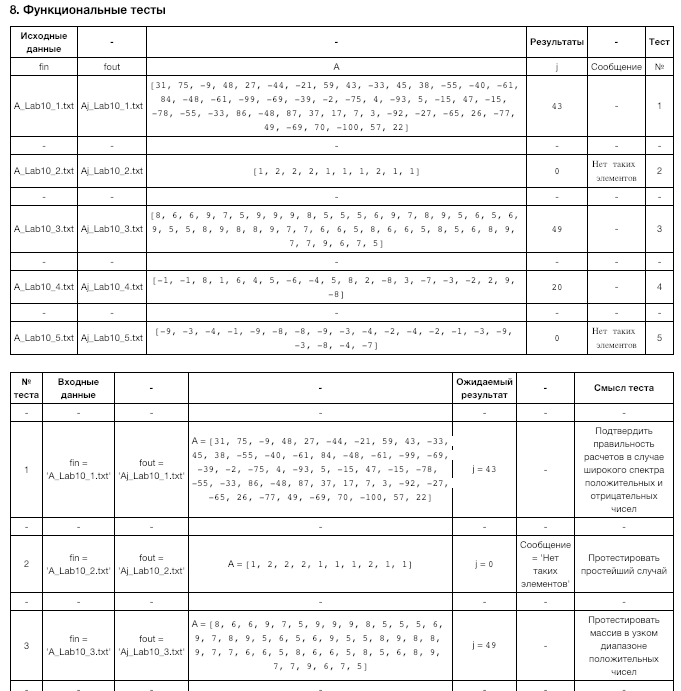 8. Функциональные тесты
Исходные данные - - Результаты - Тест
fin fout A j Сообщение №
A_Lab10_1.txt Aj_Lab10_1.txt [31, 75, -9, 48, 27, -44, -21, 59, 43, -33, 45, 38, -55, -40, -61, 43 - 1
84, -48, -61, -99, -69, -39, -2, -75, 4, -93, 5, -15, 47, -15,
-78, -55, -33, 86, -48, 87, 37, 17, 7, 3, -92, -27, -65, 26, -77,
49, -69, 70, -100, 57, 22]
- - - - - -
A_Lab10_2.txt Aj_Lab10_2.txt [1, 2, 2, 2, 1, 1, 1, 2, 1, 1] 0 Нет таких элементов 2
- - - - - -
A_Lab10_3.txt Aj_Lab10_3.txt [8, 6, 6, 9, 7, 5, 9, 9, 9, 8, 5, 5, 5, 6, 9, 7, 8, 9, 5, 6, 5, 6, 49 - 3
9, 5, 5, 8, 9, 8, 8, 9, 7, 7, 6, 6, 5, 8, 6, 6, 5, 8, 5, 6, 8, 9,
7, 7, 9, 6, 7, 5]
- - - - - -
A_Lab10_4.txt Aj_Lab10_4.txt [-1, -1, 8, 1, 6, 4, 5, -6, -4, 5, 8, 2, -8, 3, -7, -3, -2, 2, 9, 20 - 4
-8]
- - - - - -
A_Lab10_5.txt Aj_Lab10_5.txt [-9, -3, -4, -1, -9, -8, -8, -9, -3, -4, -2, -4, -2, -1, -3, -9, 0 Нет таких элементов 5
-3, -8, -4, -7]
№ теста Входные данные - - Ожидаемый результат - Смысл теста
- - - - - - -
1 fin = 'A_Lab10_1.txt' fout = 'Aj_Lab10_1.txt' A = [31, 75, -9, 48, 27, -44, -21, 59, 43, -33, j = 43 - Подтвердить
45, 38, -55, -40, -61, 84, -48, -61, -99, -69, правильность
-39, -2, -75, 4, -93, 5, -15, 47, -15, -78, расчетов в случае
-55, -33, 86, -48, 87, 37, 17, 7, 3, -92, -27, широкого спектра
-65, 26, -77, 49, -69, 70, -100, 57, 22] положительных и
отрицательных
чисел
- - - - - - -
2 fin = 'A_Lab10_2.txt' fout = 'Aj_Lab10_2.txt' A = [1, 2, 2, 2, 1, 1, 1, 2, 1, 1] j = 0 Сообщение = 'Нет таких элементов' Протестировать
простейший случай
- - - - - - -
3 fin = 'A_Lab10_3.txt' fout = 'Aj_Lab10_3.txt' A = [8, 6, 6, 9, 7, 5, 9, 9, 9, 8, 5, 5, 5, 6, j = 49 - Протестировать
9, 7, 8, 9, 5, 6, 5, 6, 9, 5, 5, 8, 9, 8, 8, массив в узком
9, 7, 7, 6, 6, 5, 8, 6, 6, 5, 8, 5, 6, 8, 9, диапазоне
7, 7, 9, 6, 7, 5] положительных
чисел
- - - - - - -